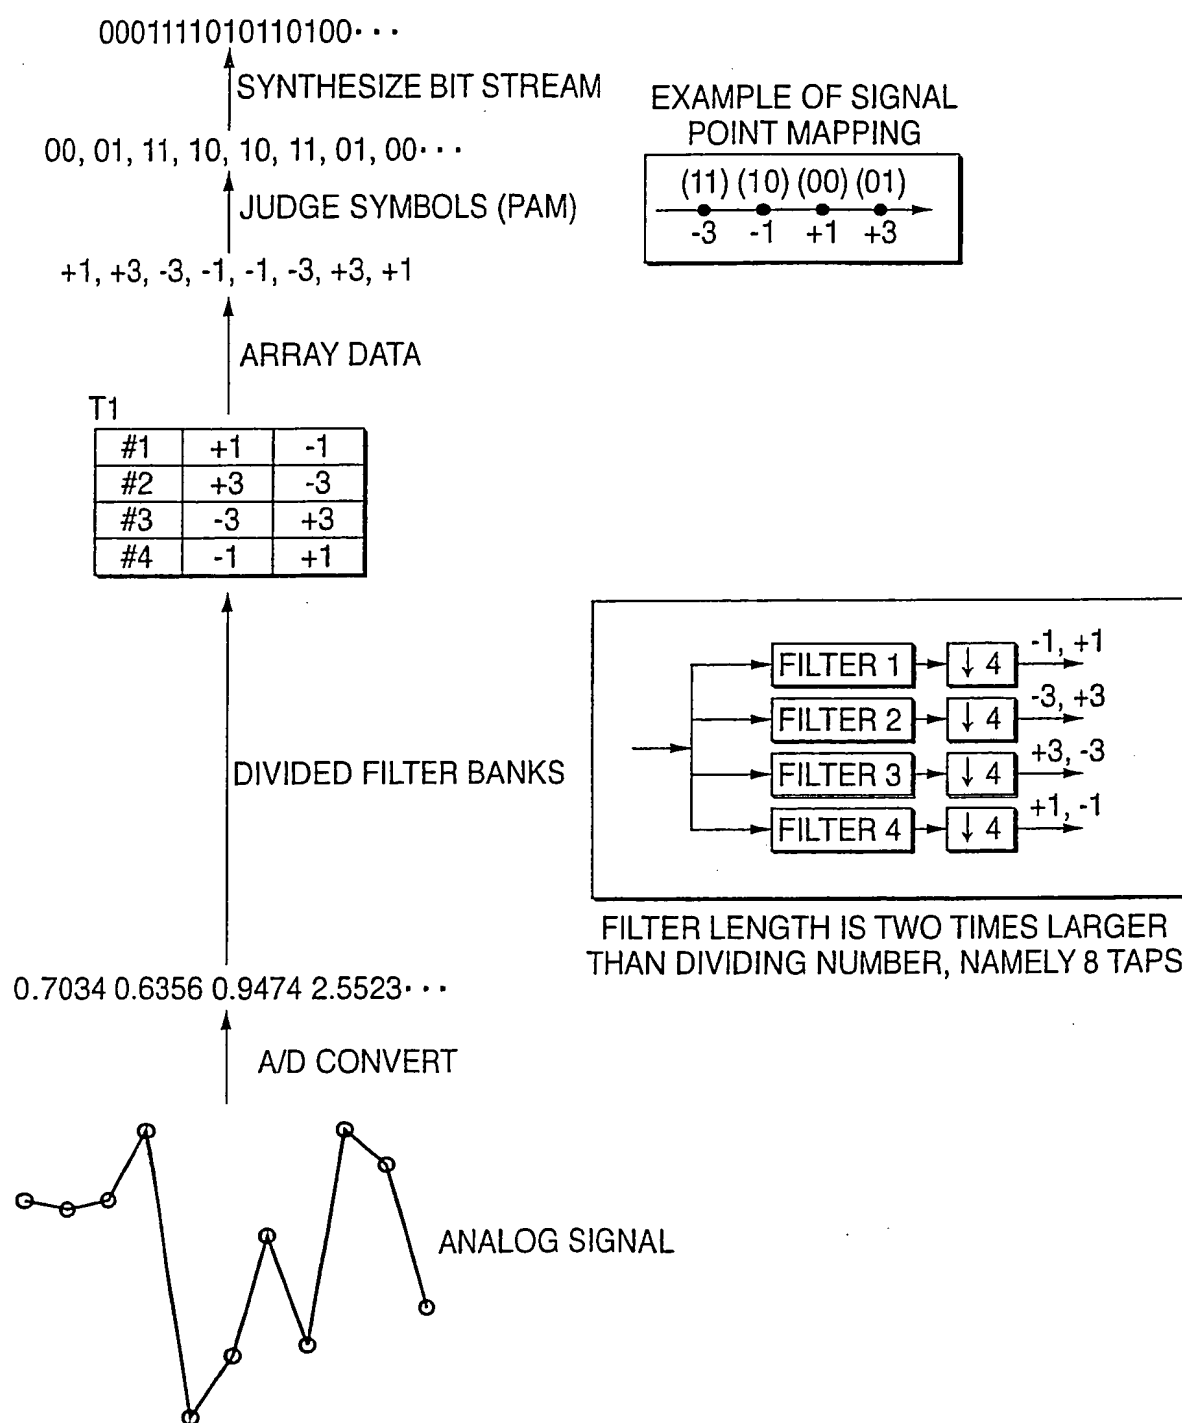 0001111010110100···
SYNTHESIZE BIT STREAM
00, 01, 11, 10, 10, 11, 01, 00···
JUDGE SYMBOLS (PAM)
+1, +3, -3, -1, -1, -3, +3, +1
ARRAY DATA
EXAMPLE OF SIGNAL
POINT MAPPING
(11) (10) (00) (01)
-3 -1 +1 +3
T1
#1 +1 -1
#2 +3 -3
#3 -3 +3
#4 -1 +1
DIVIDED FILTER BANKS
FILTER 1 ↓ 4 -1, +1
FILTER 2 ↓ 4 -3, +3
FILTER 3 ↓ 4 +3, -3
FILTER 4 ↓ 4 +1, -1
FILTER LENGTH IS TWO TIMES LARGER
THAN DIVIDING NUMBER, NAMELY 8 TAPS
0.7034 0.6356 0.9474 2.5523···
A/D CONVERT
ANALOG SIGNAL